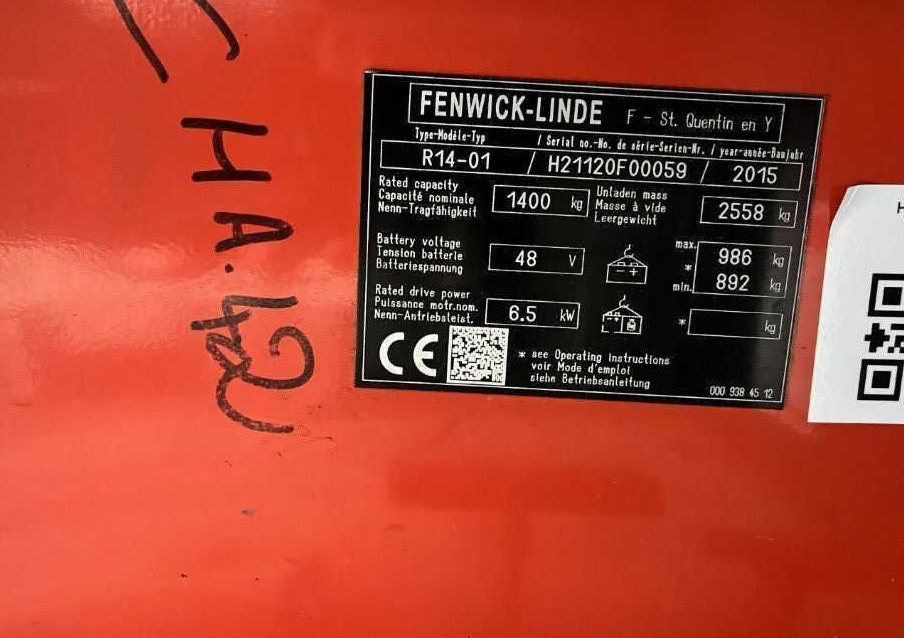 FENWICK-LINDE F - St. Quentin en Y
Type-Modèle-Typ / Serial no.-No. de série-Serien-Nr. / year-année-Baujahr
R14-01 / H21120F00059 / 2015
Rated capacity
Capacité nominale
Nenn-Tragfähigkeit
1400 kg
Unladen mass
Masse à vide
Leergewicht
2558 kg
Battery voltage
Tension batterie
Batteriespannung
48 V
max. 986 kg
*
min. 892 kg
Rated drive power
Puissance motr.nom.
Nenn-Antriebsleist.
6.5 kW
* kg
CE
* see Operating instructions
voir Mode d'emploi
siehe Betriebsanleitung
000 938 45 12
H A .
H